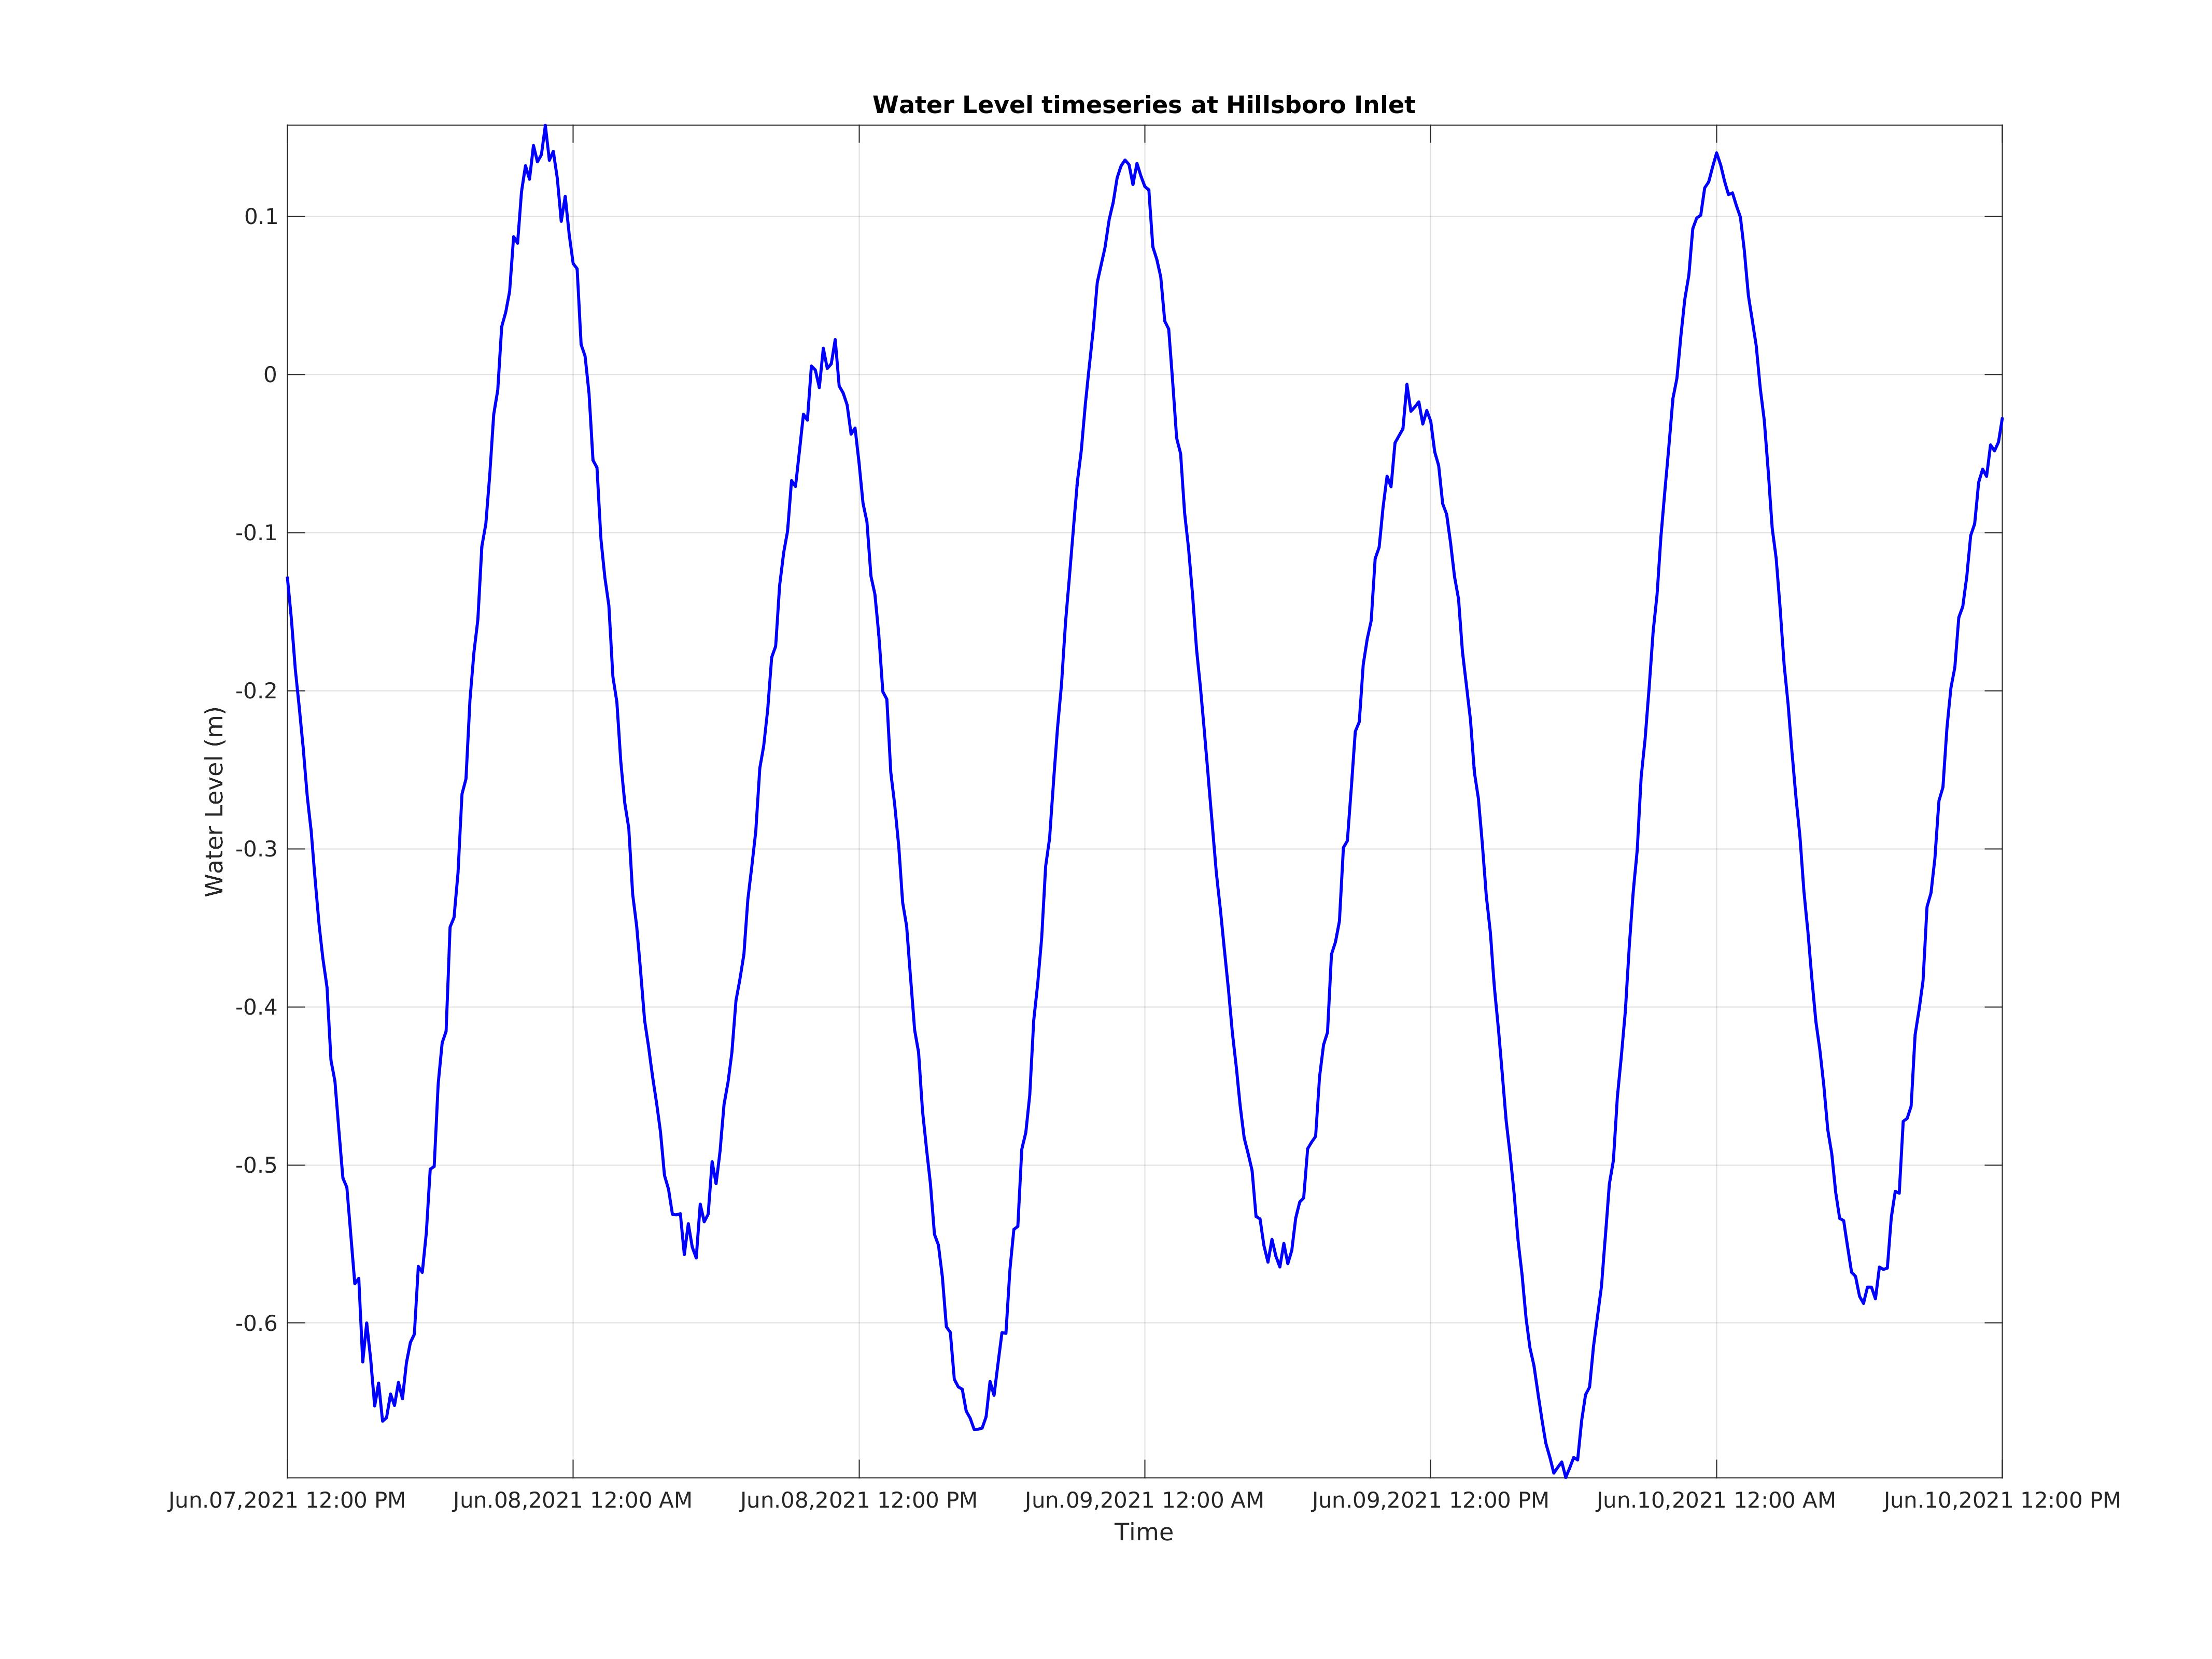 Water Level timeseries at Hillsboro Inlet
0.1
0
-0.1
-0.2
-0.3
-0.4
-0.5
-0.6
Water Level (m)
Jun.07,2021 12:00 PM
Jun.08,2021 12:00 AM
Jun.08,2021 12:00 PM
Jun.09,2021 12:00 AM
Jun.09,2021 12:00 PM
Jun.10,2021 12:00 AM
Jun.10,2021 12:00 PM
Time